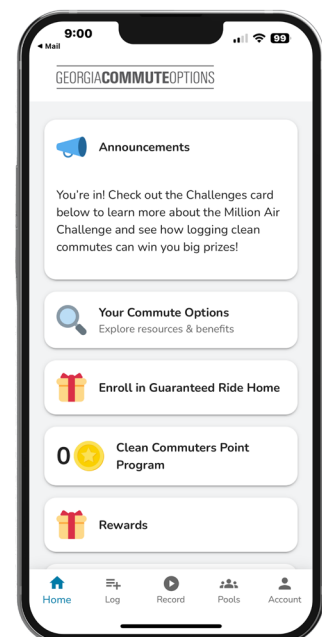 9:00
99
◀ Mail
GEORGIACOMMUTEOPTIONS
Announcements
You're in! Check out the Challenges card
below to learn more about the Million Air
Challenge and see how logging clean
commutes can win you big prizes!
Your Commute Options
Explore resources & benefits
Enroll in Guaranteed Ride Home
0
Clean Commuters Point
Program
Rewards
Home
Log
Record
Pools
Account